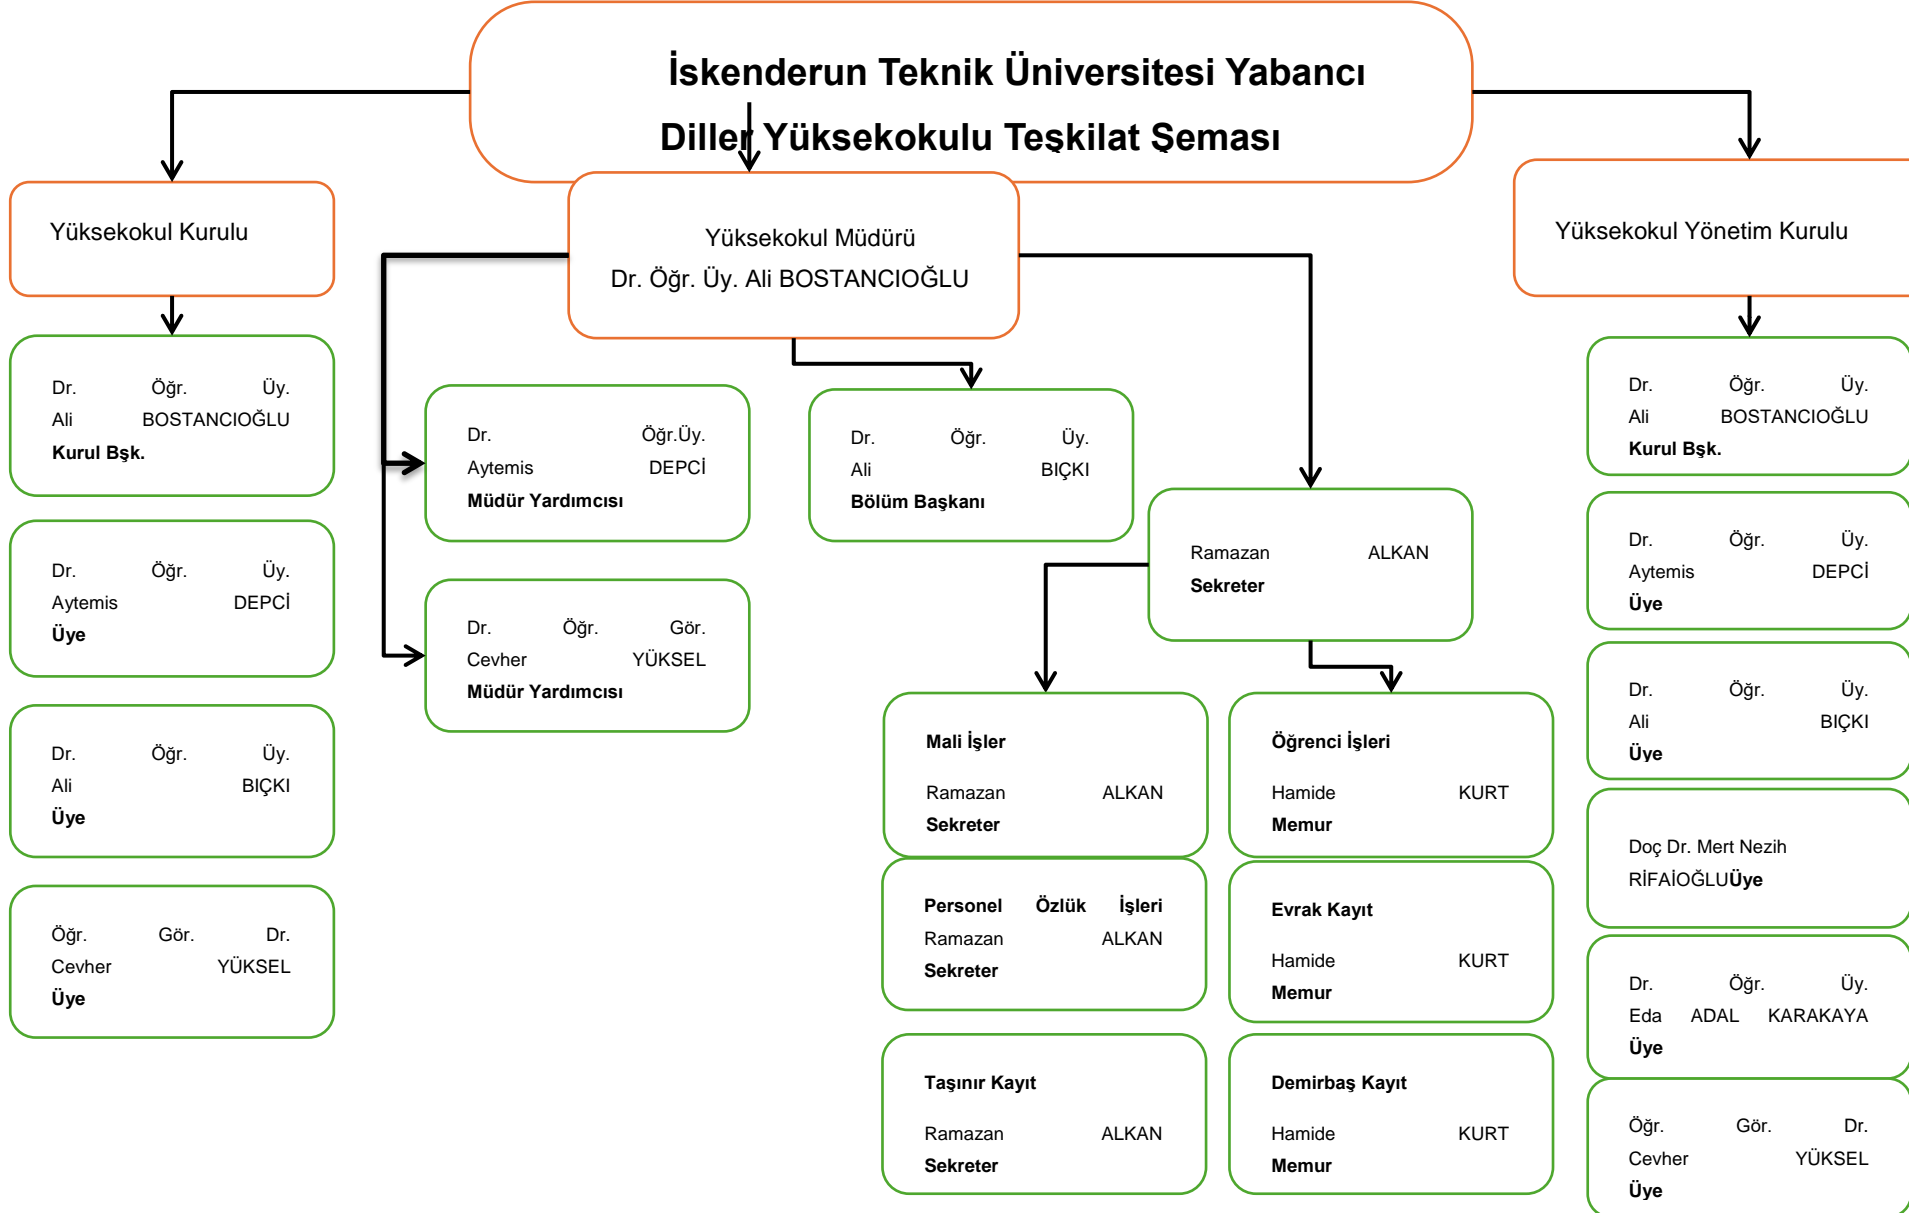 İskenderun Teknik Üniversitesi Yabancı
Diller Yüksekokulu Teşkilat Şeması
Yüksekokul Kurulu
Dr. Öğr. Üy.
Ali BOSTANCIOĞLU
Kurul Bşk.
Dr. Öğr. Üy.
Aytemis DEPCİ
Üye
Dr. Öğr. Üy.
Ali BIÇKI
Üye
Öğr. Gör. Dr.
Cevher YÜKSEL
Üye
Yüksekokul Müdürü
Dr. Öğr. Üy. Ali BOSTANCIOĞLU
Dr. Öğr.Üy.
Aytemis DEPCİ
Müdür Yardımcısı
Dr. Öğr. Gör.
Cevher YÜKSEL
Müdür Yardımcısı
Dr. Öğr. Üy.
Ali BIÇKI
Bölüm Başkanı
Ramazan ALKAN
Sekreter
Mali İşler
Ramazan ALKAN
Sekreter
Personel Özlük İşleri
Ramazan ALKAN
Sekreter
Taşınır Kayıt
Ramazan ALKAN
Sekreter
Öğrenci İşleri
Hamide KURT
Memur
Evrak Kayıt
Hamide KURT
Memur
Demirbaş Kayıt
Hamide KURT
Memur
Yüksekokul Yönetim Kurulu
Dr. Öğr. Üy.
Ali BOSTANCIOĞLU
Kurul Bşk.
Dr. Öğr. Üy.
Aytemis DEPCİ
Üye
Dr. Öğr. Üy.
Ali BIÇKI
Üye
Doç Dr. Mert Nezih
RİFAİOĞLUÜye
Dr. Öğr. Üy.
Eda ADAL KARAKAYA
Üye
Öğr. Gör. Dr.
Cevher YÜKSEL
Üye